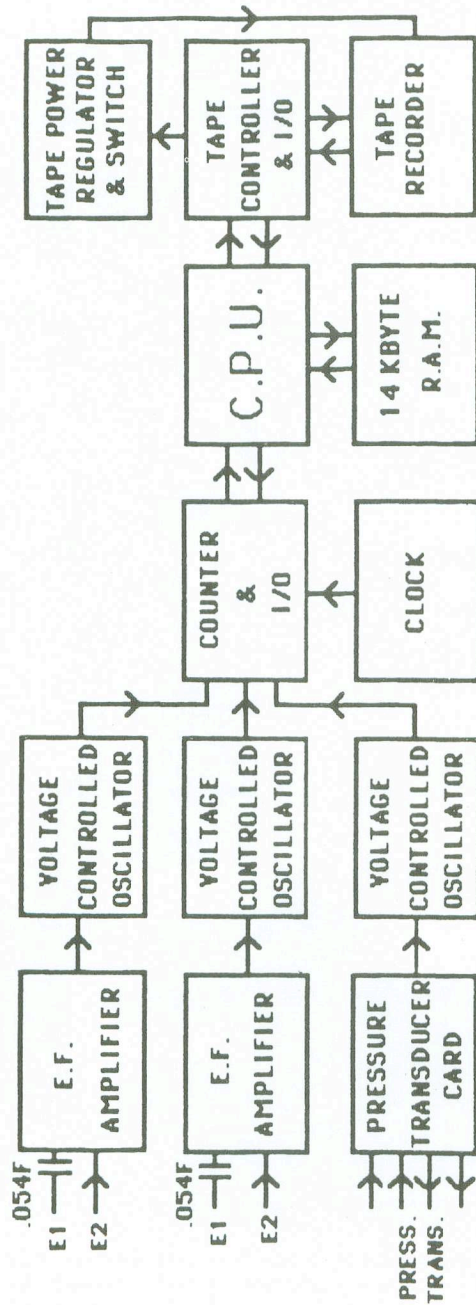 .054F
E1
E2
E.F.
AMPLIFIER
VOLTAGE
CONTROLLED
OSCILLATOR
.054F
E1
E2
E.F.
AMPLIFIER
VOLTAGE
CONTROLLED
OSCILLATOR
PRESS.
TRANS.
PRESSURE
TRANSDUCER
CARD
VOLTAGE
CONTROLLED
OSCILLATOR
COUNTER
&
I/O
CLOCK
C.P.U.
14 KBYTE
R.A.M.
TAPE POWER
REGULATOR
& SWITCH
TAPE
CONTROLLER
& I/O
TAPE
RECORDER